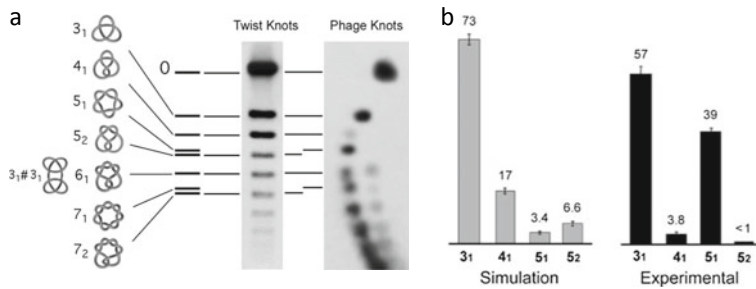 a
Twist Knots
Phage Knots
0
3₁
4₁
5₁
5₂
3₁#3₁
6₁
7₁
7₂
b
73
17
3.4
6.6
3₁ 4₁ 5₁ 5₂
Simulation
57
3.8
39
<1
3₁ 4₁ 5₁ 5₂
Experimental